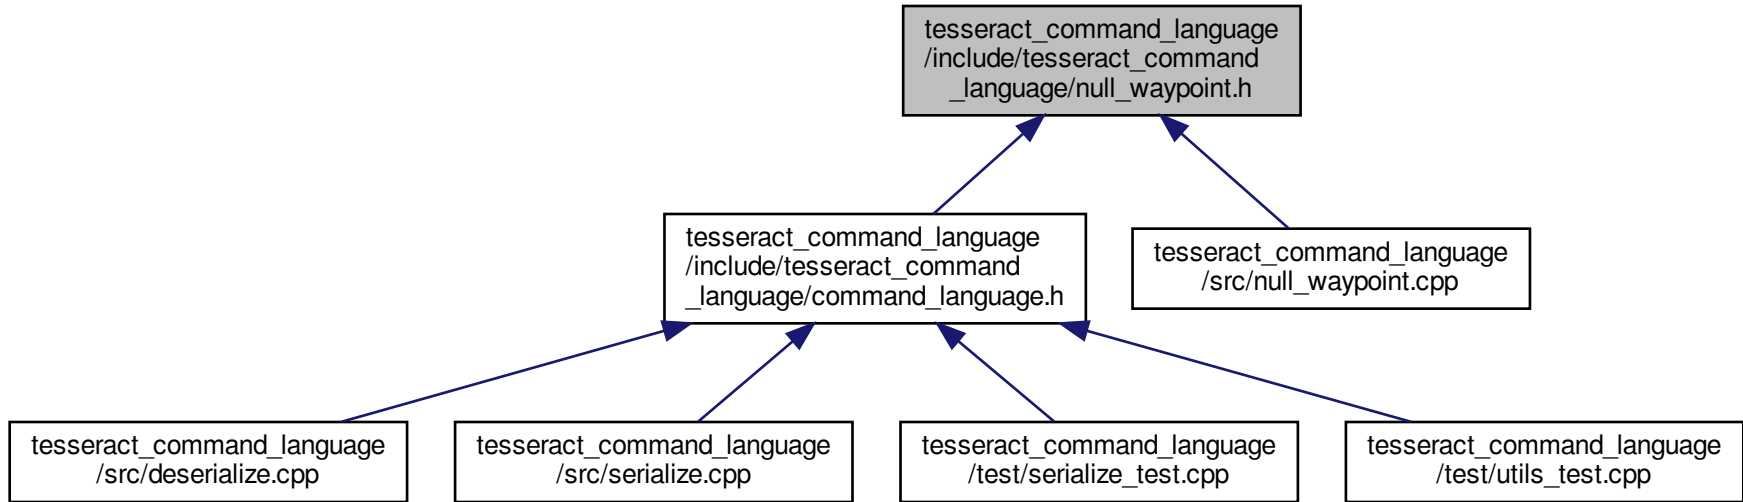 tesseract_command_language
/include/tesseract_command
_language/null_waypoint.h
tesseract_command_language
/include/tesseract_command
_language/command_language.h
tesseract_command_language
/src/null_waypoint.cpp
tesseract_command_language
/src/deserialize.cpp
tesseract_command_language
/src/serialize.cpp
tesseract_command_language
/test/serialize_test.cpp
tesseract_command_language
/test/utils_test.cpp